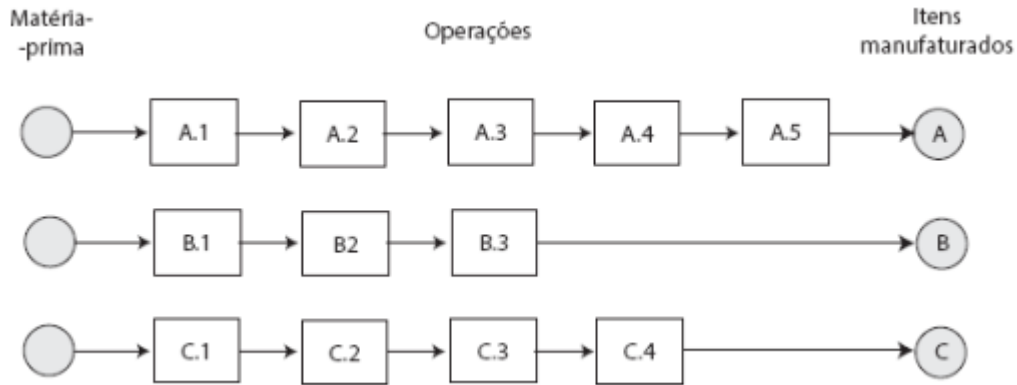 Matéria-
-prima
Operações
Itens
manufaturados
A.1 A.2 A.3 A.4 A.5 A
B.1 B2 B.3 B
C.1 C.2 C.3 C.4 C